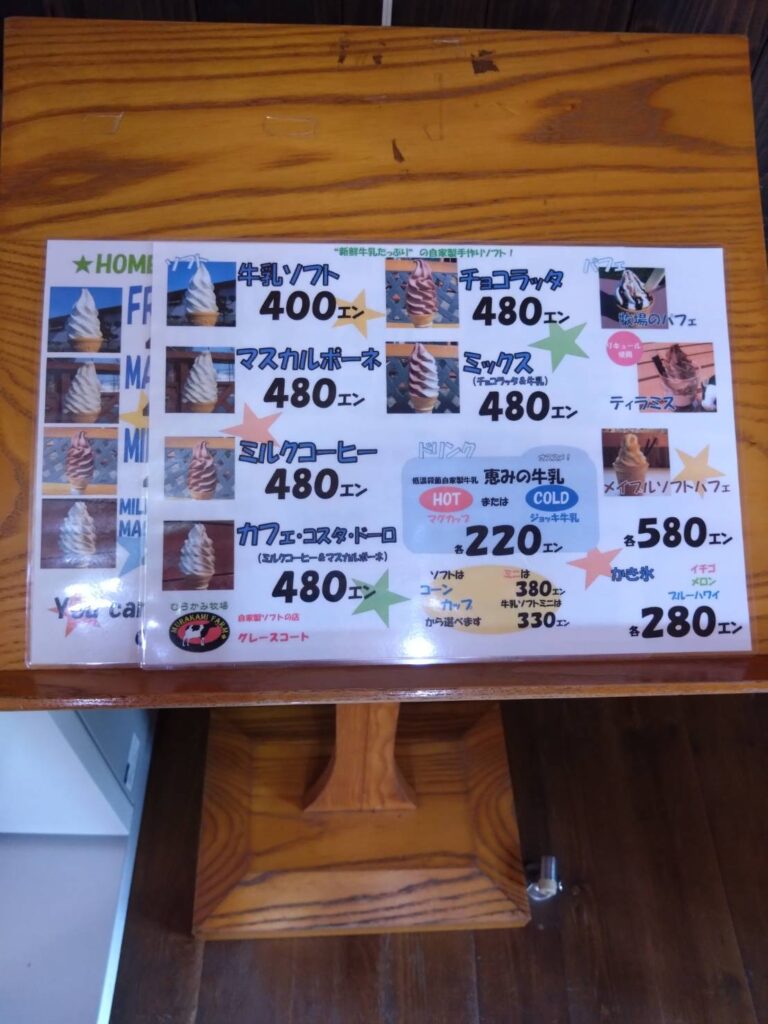 ★HOME
FR
MA
MI
MIL
MA
You can
"新鮮牛乳たっぷり"の自家製手作りソフト!
ソフト
牛乳ソフト
400エン
マスカルポーネ
480エン
ミルクコーヒー
480エン
カフェ・コスタ・ドーロ
(ミルクコーヒー&マスカルポーネ)
480エン
チョコラッタ
480エン
ミックス
(チョコラッタ&牛乳)
480エン
パフェ
牧場のパフェ
リキュール
使用
ティラミス
メイプルソフトパフェ
各580エン
ドリンク
オススメ!
低温殺菌自家製牛乳 恵みの牛乳
HOT または COLD
マグカップ ジョッキ牛乳
各220エン
ソフトは
コーン
カップ
から選べます
ミニは
380エン
牛乳ソフトミニは
330エン
かき氷
イチゴ
メロン
ブルーハワイ
各280エン
むらかみ牧場
MURAKAMI FARM
自家製ソフトの店
グレースコート